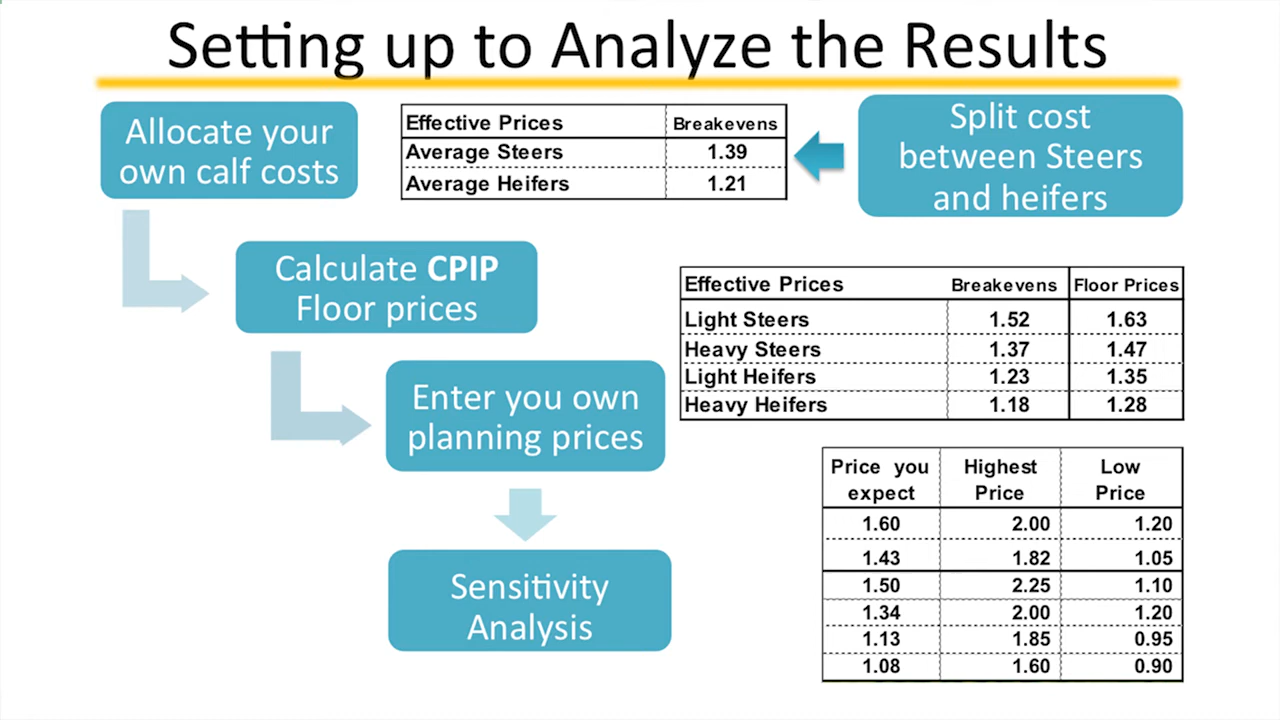 Setting up to Analyze the Results
Allocate your
own calf costs
Effective Prices Breakevens
Average Steers 1.39
Average Heifers 1.21
Split cost
between Steers
and heifers
Calculate CPIP
Floor prices
Effective Prices Breakevens Floor Prices
Light Steers 1.52 1.63
Heavy Steers 1.37 1.47
Light Heifers 1.23 1.35
Heavy Heifers 1.18 1.28
Enter you own
planning prices
Price you Highest Low
expect Price Price
1.60 2.00 1.20
1.43 1.82 1.05
1.50 2.25 1.10
1.34 2.00 1.20
1.13 1.85 0.95
1.08 1.60 0.90
Sensitivity
Analysis